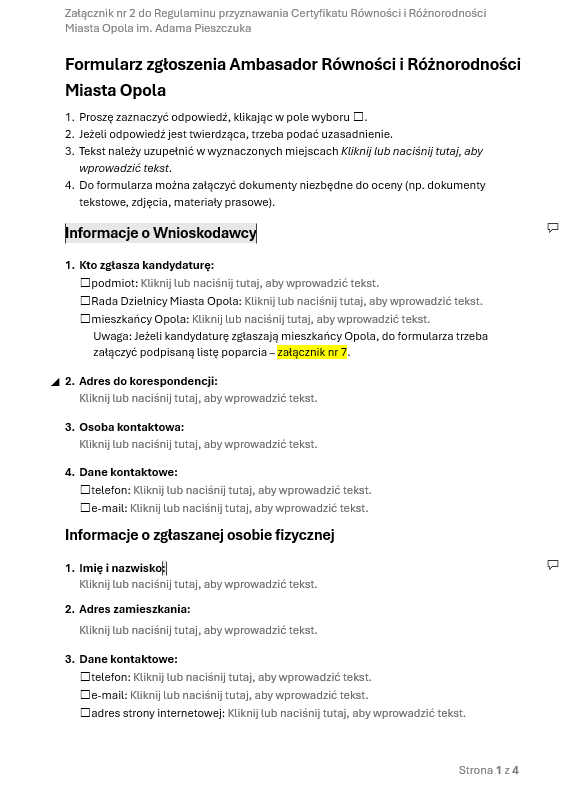 Załącznik nr 2 do Regulaminu przyznawania Certyfikatu Równości i Różnorodności
Miasta Opola im. Adama Pieszczuka
Formularz zgłoszenia Ambasador Równości i Różnorodności
Miasta Opola
1. Proszę zaznaczyć odpowiedź, klikając w pole wyboru ☐.
2. Jeżeli odpowiedź jest twierdząca, trzeba podać uzasadnienie.
3. Tekst należy uzupełnić w wyznaczonych miejscach Kliknij lub naciśnij tutaj, aby
wprowadzić tekst.
4. Do formularza można załączyć dokumenty niezbędne do oceny (np. dokumenty
tekstowe, zdjęcia, materiały prasowe).
Informacje o Wnioskodawcy
1. Kto zgłasza kandydaturę:
☐podmiot: Kliknij lub naciśnij tutaj, aby wprowadzić tekst.
☐Rada Dzielnicy Miasta Opola: Kliknij lub naciśnij tutaj, aby wprowadzić tekst.
☐mieszkańcy Opola: Kliknij lub naciśnij tutaj, aby wprowadzić tekst.
Uwaga: Jeżeli kandydaturę zgłaszają mieszkańcy Opola, do formularza trzeba
załączyć podpisaną listę poparcia – załącznik nr 7.
2. Adres do korespondencji:
Kliknij lub naciśnij tutaj, aby wprowadzić tekst.
3. Osoba kontaktowa:
Kliknij lub naciśnij tutaj, aby wprowadzić tekst.
4. Dane kontaktowe:
☐telefon: Kliknij lub naciśnij tutaj, aby wprowadzić tekst.
☐e-mail: Kliknij lub naciśnij tutaj, aby wprowadzić tekst.
Informacje o zgłaszanej osobie fizycznej
1. Imię i nazwisko:
Kliknij lub naciśnij tutaj, aby wprowadzić tekst.
2. Adres zamieszkania:
Kliknij lub naciśnij tutaj, aby wprowadzić tekst.
3. Dane kontaktowe:
☐telefon: Kliknij lub naciśnij tutaj, aby wprowadzić tekst.
☐e-mail: Kliknij lub naciśnij tutaj, aby wprowadzić tekst.
☐adres strony internetowej: Kliknij lub naciśnij tutaj, aby wprowadzić tekst.
Strona 1 z 4